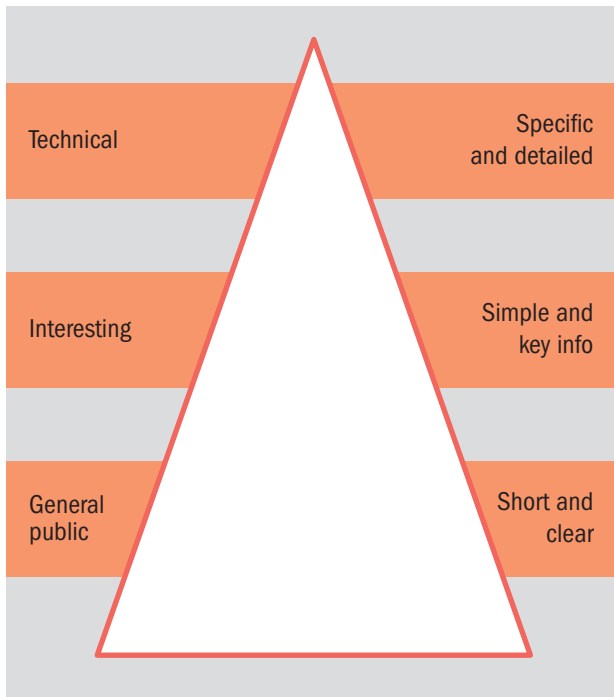 Technical
Specific
and detailed
Interesting
Simple and
key info
General
public
Short and
clear